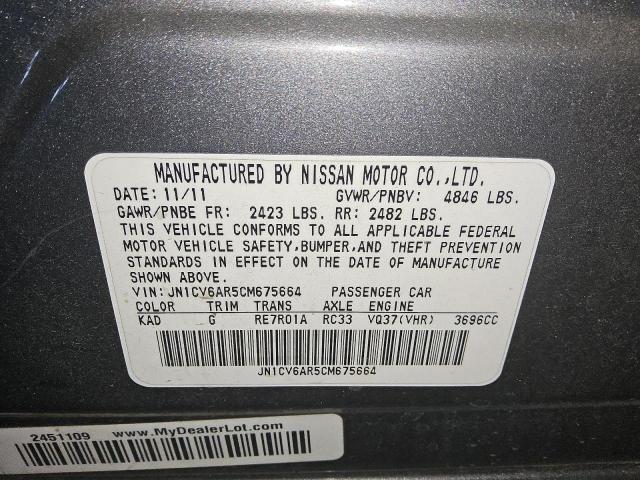 MANUFACTURED BY NISSAN MOTOR CO.,LTD.
DATE: 11/11 GVWR/PNBV: 4846 LBS.
GAWR/PNBE FR: 2423 LBS. RR: 2482 LBS.
THIS VEHICLE CONFORMS TO ALL APPLICABLE FEDERAL
MOTOR VEHICLE SAFETY,BUMPER,AND THEFT PREVENTION
STANDARDS IN EFFECT ON THE DATE OF MANUFACTURE
SHOWN ABOVE.
VIN: JN1CV6AR5CM675664 PASSENGER CAR
COLOR TRIM TRANS AXLE ENGINE
KAD G RE7R01A RC33 VQ37(VHR) 3696CC
JN1CV6AR5CM675664
2451109 www.MyDealerLot.com